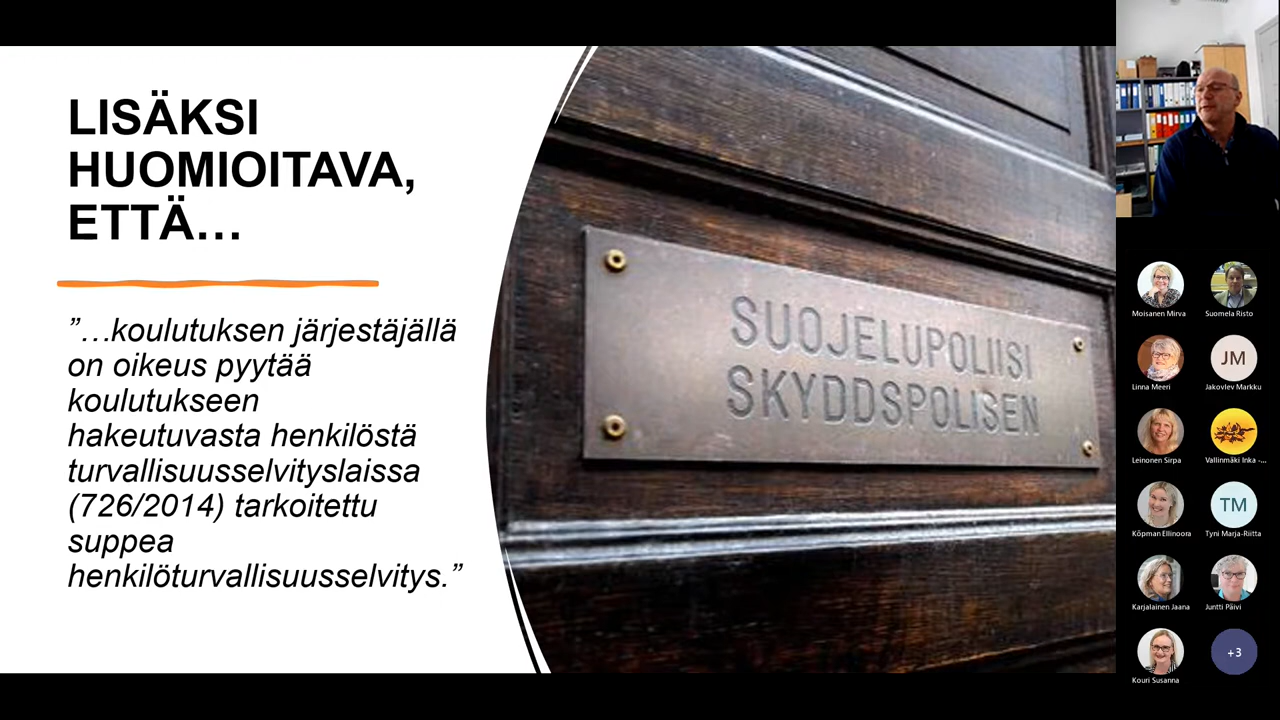 LISÄKSI
HUOMIOITAVA,
ETTÄ…
”…koulutuksen järjestäjällä
on oikeus pyytää
koulutukseen
hakeutuvasta henkilöstä
turvallisuusselvityslaissa
(726/2014) tarkoitettu
suppea
henkilöturvallisuusselvitys.”
SUOJELUPOLIISI
SKYDDSPOLISEN
Moisanen Mirva
Suomela Risto
Linna Meeri
JM
Jakovlev Markku
Leinonen Sirpa
Vallinmäki Inka -...
Köpman Ellinoora
TM
Tyni Marja-Riitta
Karjalainen Jaana
Juntti Päivi
Kouri Susanna
+3